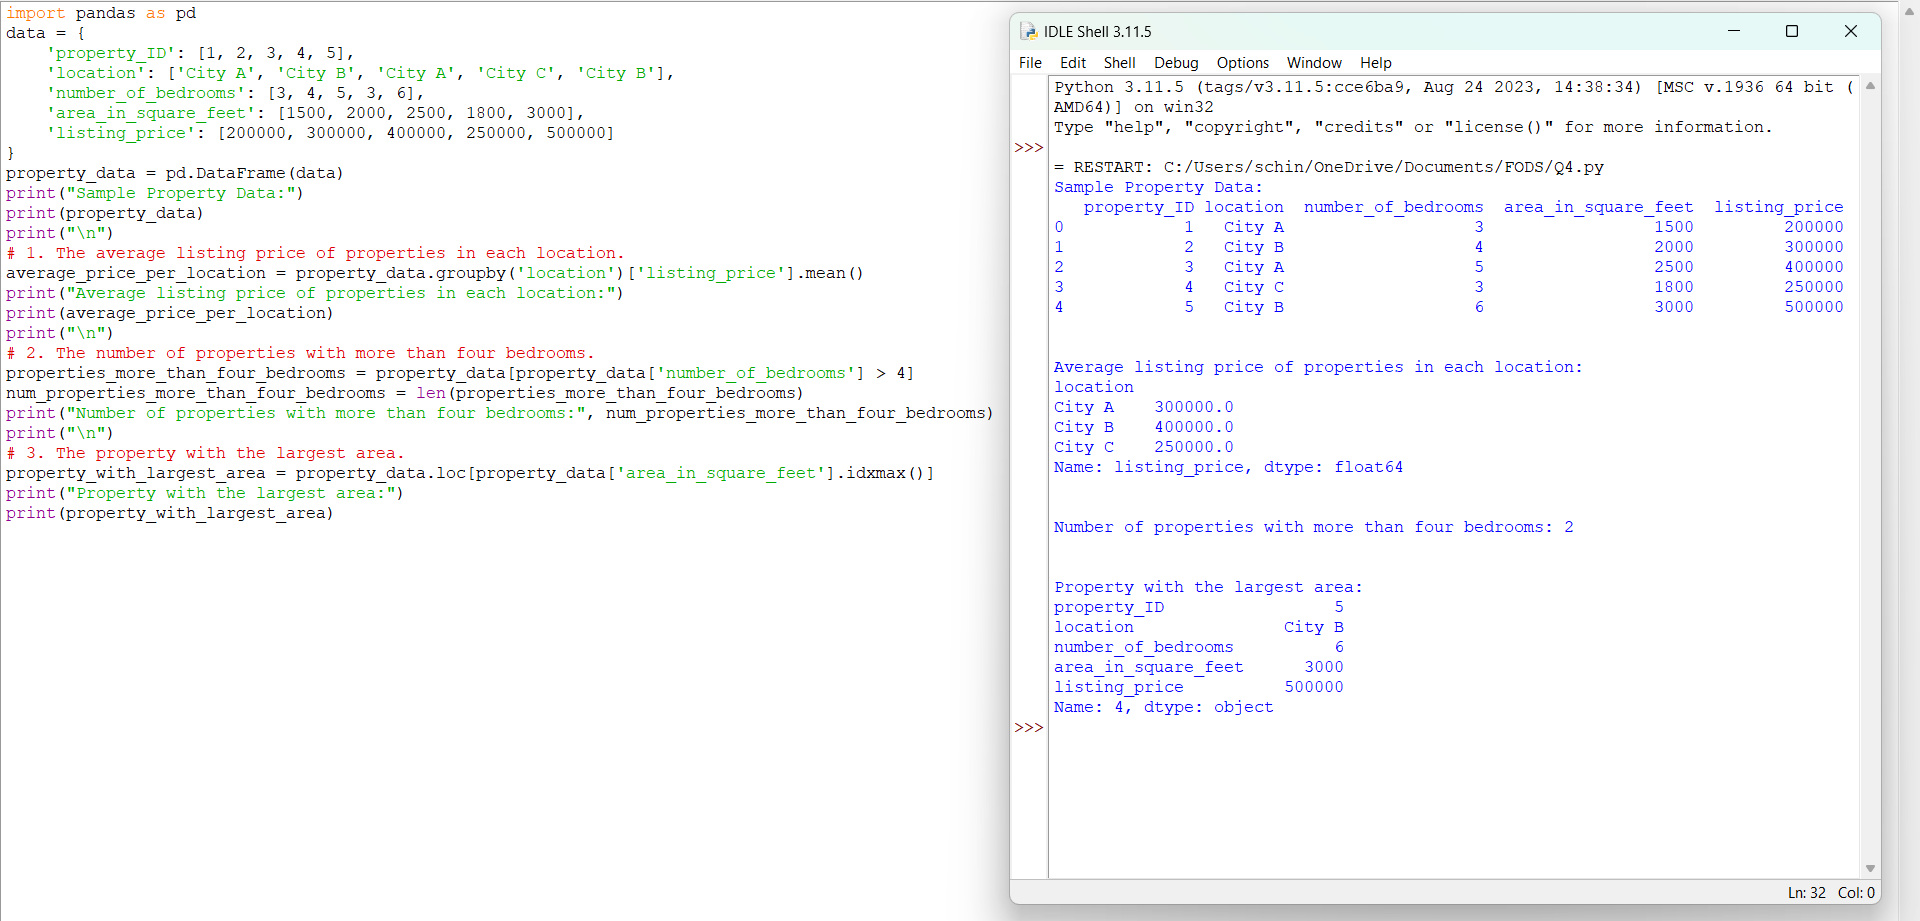 import pandas as pd
data = {
    'property_ID': [1, 2, 3, 4, 5],
    'location': ['City A', 'City B', 'City A', 'City C', 'City B'],
    'number_of_bedrooms': [3, 4, 5, 3, 6],
    'area_in_square_feet': [1500, 2000, 2500, 1800, 3000],
    'listing_price': [200000, 300000, 400000, 250000, 500000]
}
property_data = pd.DataFrame(data)
print("Sample Property Data:")
print(property_data)
print("\n")
# 1. The average listing price of properties in each location.
average_price_per_location = property_data.groupby('location')['listing_price'].mean()
print("Average listing price of properties in each location:")
print(average_price_per_location)
print("\n")
# 2. The number of properties with more than four bedrooms.
properties_more_than_four_bedrooms = property_data[property_data['number_of_bedrooms'] > 4]
num_properties_more_than_four_bedrooms = len(properties_more_than_four_bedrooms)
print("Number of properties with more than four bedrooms:", num_properties_more_than_four_bedrooms)
print("\n")
# 3. The property with the largest area.
property_with_largest_area = property_data.loc[property_data['area_in_square_feet'].idxmax()]
print("Property with the largest area:")
print(property_with_largest_area)
IDLE Shell 3.11.5
File Edit Shell Debug Options Window Help
Python 3.11.5 (tags/v3.11.5:cce6ba9, Aug 24 2023, 14:38:34) [MSC v.1936 64 bit (
AMD64)] on win32
Type "help", "copyright", "credits" or "license()" for more information.
>>>
= RESTART: C:/Users/schin/OneDrive/Documents/FODS/Q4.py
Sample Property Data:
   property_ID location  number_of_bedrooms  area_in_square_feet  listing_price
0            1   City A                   3                 1500         200000
1            2   City B                   4                 2000         300000
2            3   City A                   5                 2500         400000
3            4   City C                   3                 1800         250000
4            5   City B                   6                 3000         500000
Average listing price of properties in each location:
location
City A    300000.0
City B    400000.0
City C    250000.0
Name: listing_price, dtype: float64
Number of properties with more than four bedrooms: 2
Property with the largest area:
property_ID                 5
location               City B
number_of_bedrooms          6
area_in_square_feet      3000
listing_price          500000
Name: 4, dtype: object
>>>
Ln: 32 Col: 0